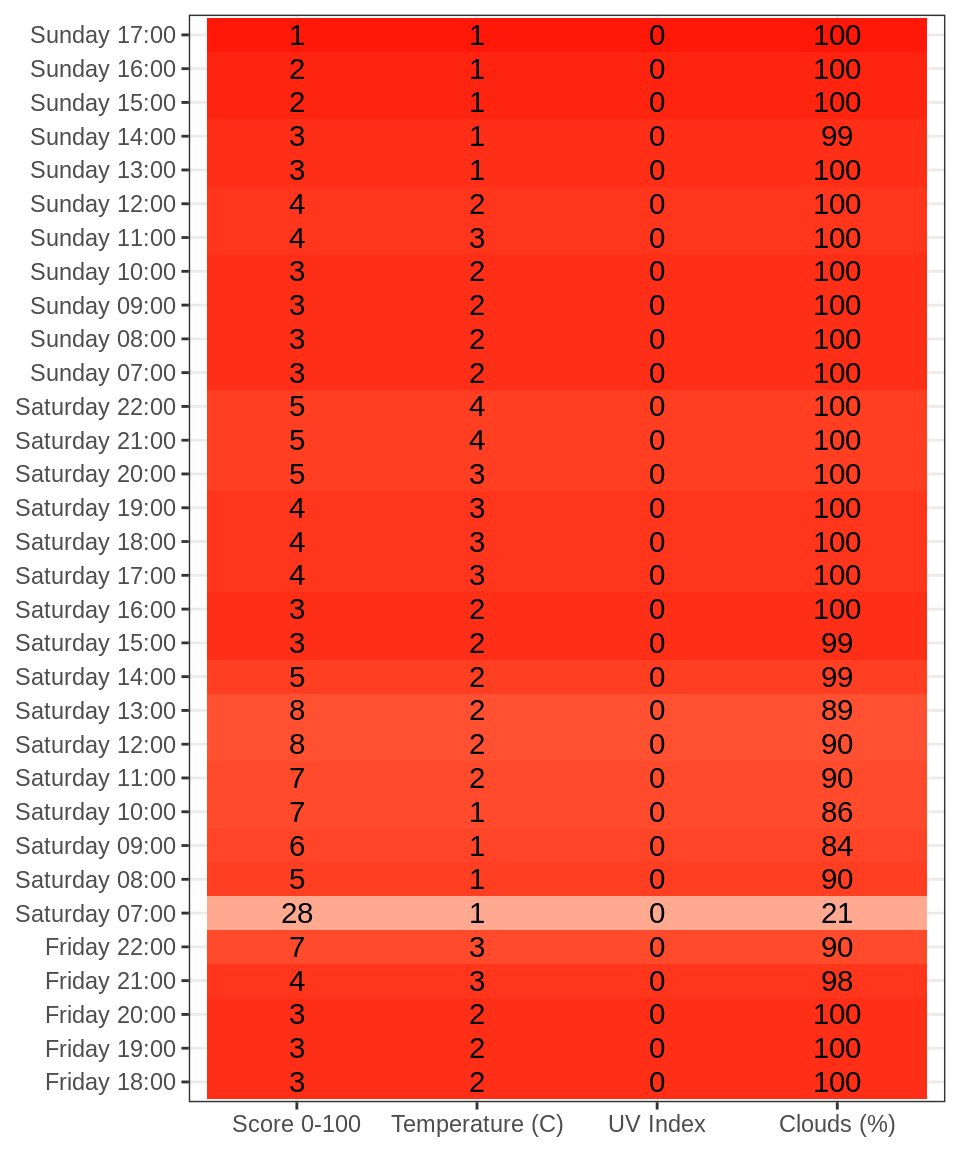 Sunday 17:00 1 1 0 100
Sunday 16:00 2 1 0 100
Sunday 15:00 2 1 0 100
Sunday 14:00 3 1 0 99
Sunday 13:00 3 1 0 100
Sunday 12:00 4 2 0 100
Sunday 11:00 4 3 0 100
Sunday 10:00 3 2 0 100
Sunday 09:00 3 2 0 100
Sunday 08:00 3 2 0 100
Sunday 07:00 3 2 0 100
Saturday 22:00 5 4 0 100
Saturday 21:00 5 4 0 100
Saturday 20:00 5 3 0 100
Saturday 19:00 4 3 0 100
Saturday 18:00 4 3 0 100
Saturday 17:00 4 3 0 100
Saturday 16:00 3 2 0 100
Saturday 15:00 3 2 0 99
Saturday 14:00 5 2 0 99
Saturday 13:00 8 2 0 89
Saturday 12:00 8 2 0 90
Saturday 11:00 7 2 0 90
Saturday 10:00 7 1 0 86
Saturday 09:00 6 1 0 84
Saturday 08:00 5 1 0 90
Saturday 07:00 28 1 0 21
Friday 22:00 7 3 0 90
Friday 21:00 4 3 0 98
Friday 20:00 3 2 0 100
Friday 19:00 3 2 0 100
Friday 18:00 3 2 0 100
Score 0-100 Temperature (C) UV Index Clouds (%)